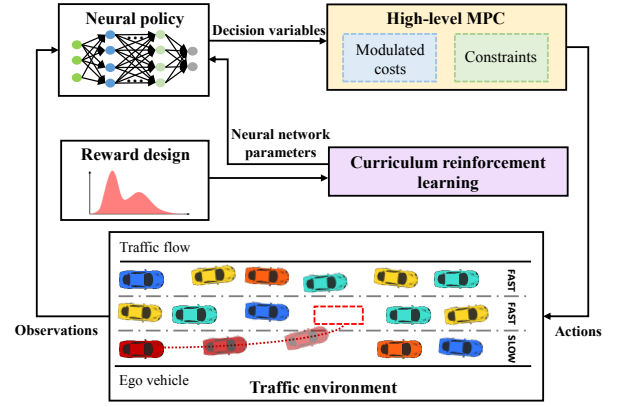 Neural policy
Decision variables
High-level MPC
Modulated
costs
Constraints
Neural network
parameters
Reward design
Curriculum reinforcement
learning
Traffic flow
FAST
FAST
SLOW
Observations
Actions
Ego vehicle
Traffic environment